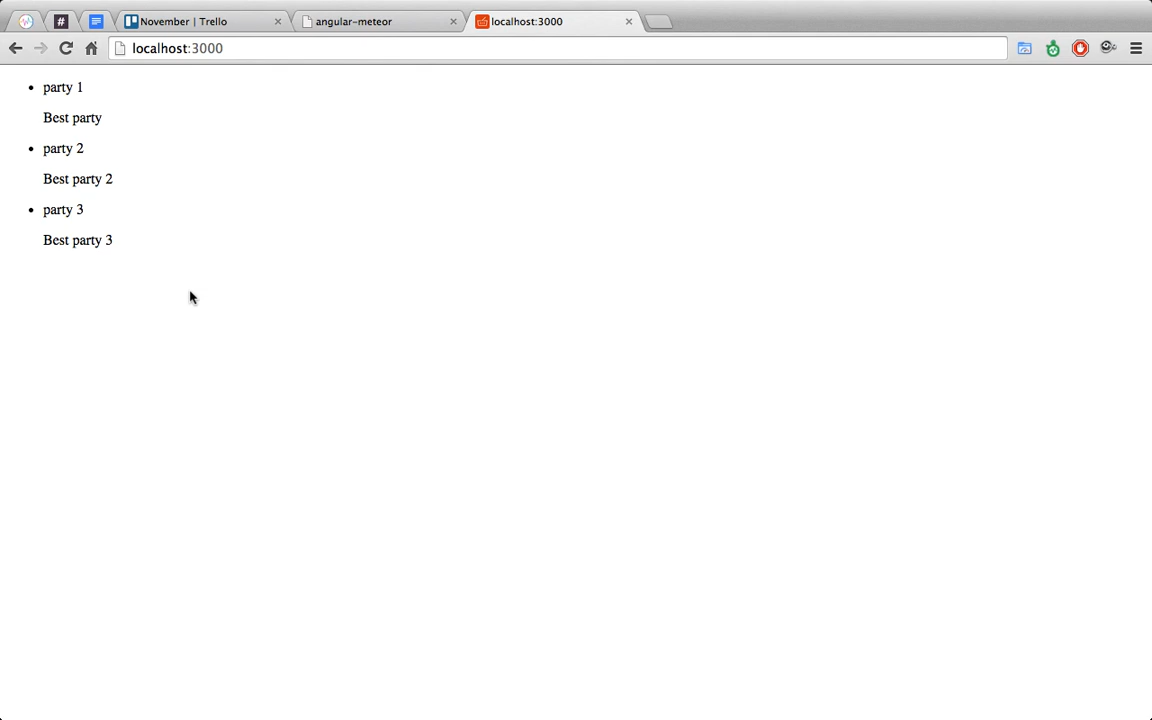 # November | Trello angular-meteor localhost:3000
localhost:3000
party 1
Best party
party 2
Best party 2
party 3
Best party 3